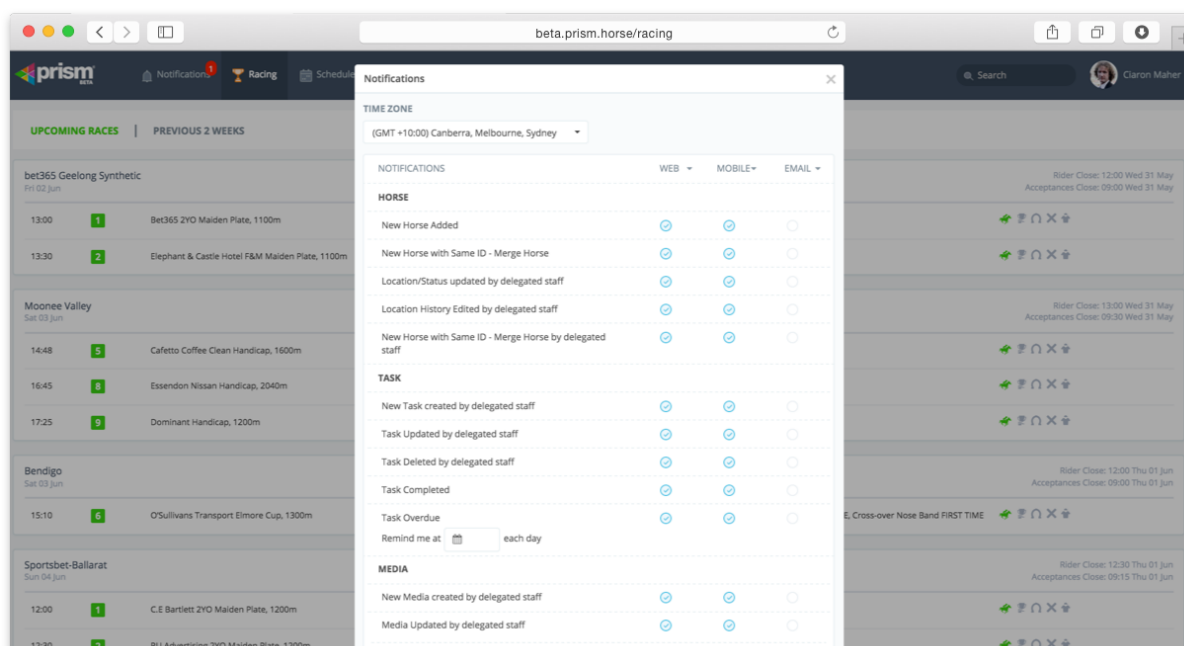 beta.prism.horse/racing
prism
BETA
Notifications 1
Racing
Schedule
Search
Ciaron Maher
UPCOMING RACES | PREVIOUS 2 WEEKS
Notifications ×
TIME ZONE
(GMT +10:00) Canberra, Melbourne, Sydney
NOTIFICATIONS WEB MOBILE EMAIL
HORSE
New Horse Added
New Horse with Same ID - Merge Horse
Location/Status updated by delegated staff
Location History Edited by delegated staff
New Horse with Same ID - Merge Horse by delegated
staff
TASK
New Task created by delegated staff
Task Updated by delegated staff
Task Deleted by delegated staff
Task Completed
Task Overdue
Remind me at each day
MEDIA
New Media created by delegated staff
Media Updated by delegated staff
bet365 Geelong Synthetic
Fri 02 Jun
Rider Close: 12:00 Wed 31 May
Acceptances Close: 09:00 Wed 31 May
13:00 1 Bet365 2YO Maiden Plate, 1100m
13:30 2 Elephant & Castle Hotel F&M Maiden Plate, 1100m
Moonee Valley
Sat 03 Jun
Rider Close: 13:00 Wed 31 May
Acceptances Close: 09:30 Wed 31 May
14:48 5 Cafetto Coffee Clean Handicap, 1600m
16:45 8 Essendon Nissan Handicap, 2040m
17:25 9 Dominant Handicap, 1200m
Bendigo
Sat 03 Jun
Rider Close: 12:00 Thu 01 Jun
Acceptances Close: 09:00 Thu 01 Jun
15:10 6 O'Sullivans Transport Elmore Cup, 1300m
E, Cross-over Nose Band FIRST TIME
Sportsbet-Ballarat
Sun 04 Jun
Rider Close: 12:30 Thu 01 Jun
Acceptances Close: 09:15 Thu 01 Jun
12:00 1 C.E Bartlett 2YO Maiden Plate, 1200m
12:30 2 Advertising 2YO Maiden Plate, 1200m